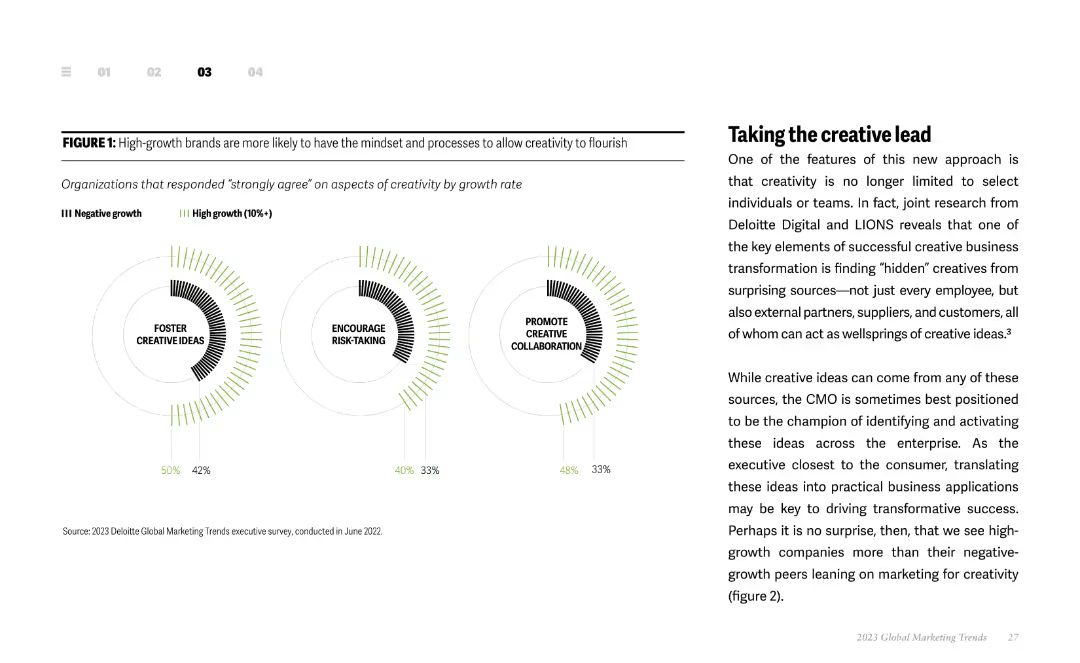 01 02 03 04
FIGURE 1: High-growth brands are more likely to have the mindset and processes to allow creativity to flourish
Organizations that responded "strongly agree" on aspects of creativity by growth rate
Negative growth High growth (10%+)
FOSTER
CREATIVE IDEAS
ENCOURAGE
RISK-TAKING
PROMOTE
CREATIVE
COLLABORATION
50% 42%
40% 33%
48% 33%
Source: 2023 Deloitte Global Marketing Trends executive survey, conducted in June 2022.
Taking the creative lead
One of the features of this new approach is
that creativity is no longer limited to select
individuals or teams. In fact, joint research from
Deloitte Digital and LIONS reveals that one of
the key elements of successful creative business
transformation is finding “hidden” creatives from
surprising sources—not just every employee, but
also external partners, suppliers, and customers, all
of whom can act as wellsprings of creative ideas.³
While creative ideas can come from any of these
sources, the CMO is sometimes best positioned
to be the champion of identifying and activating
these ideas across the enterprise. As the
executive closest to the consumer, translating
these ideas into practical business applications
may be key to driving transformative success.
Perhaps it is no surprise, then, that we see high-
growth companies more than their negative-
growth peers leaning on marketing for creativity
(figure 2).
2023 Global Marketing Trends 27